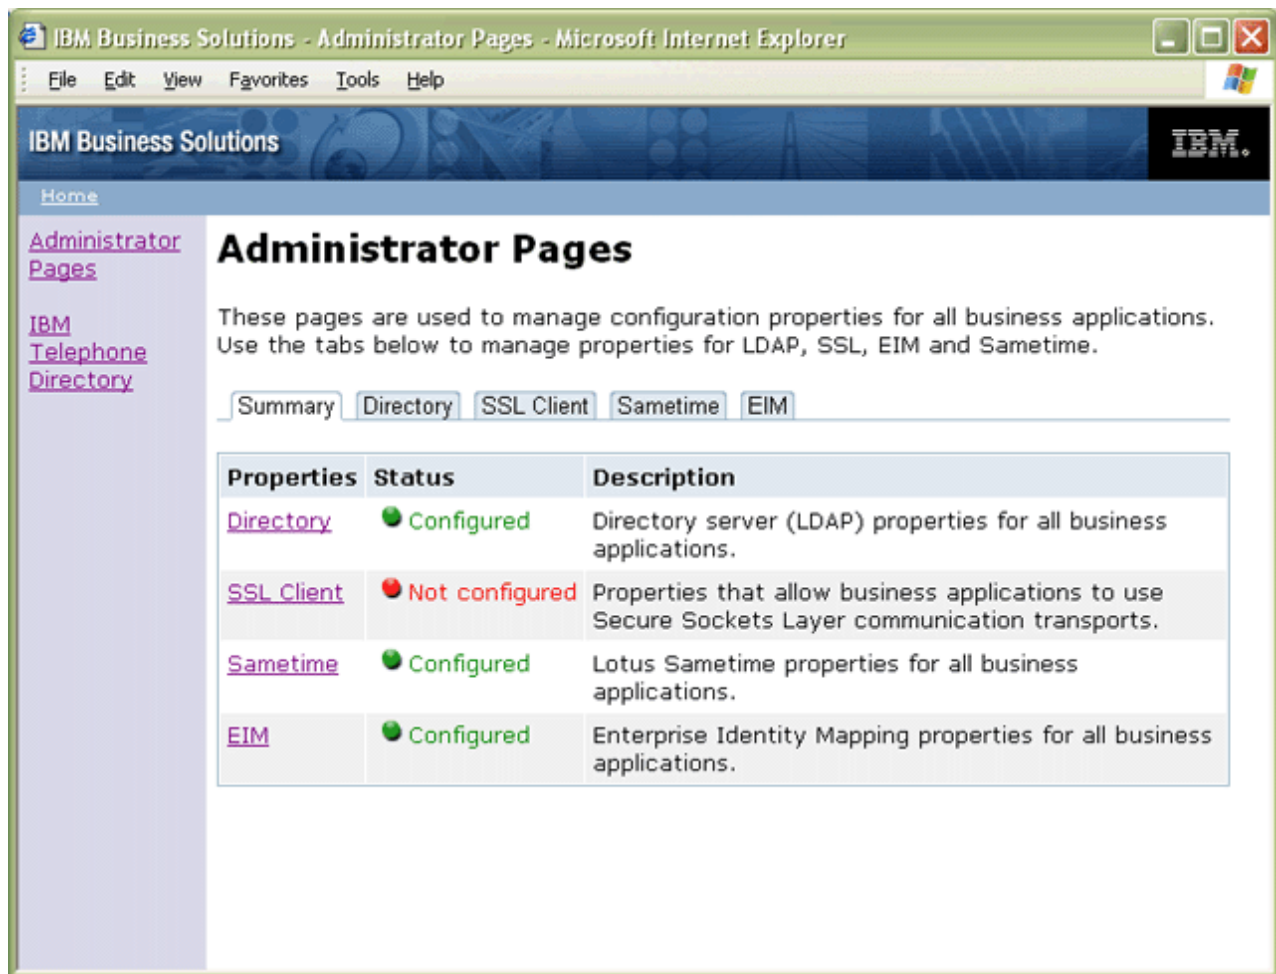 IBM Business Solutions - Administrator Pages - Microsoft Internet Explorer
File Edit View Favorites Tools Help
IBM Business Solutions
IBM.
Home
Administrator
Pages
IBM
Telephone
Directory
Administrator Pages
These pages are used to manage configuration properties for all business applications.
Use the tabs below to manage properties for LDAP, SSL, EIM and Sametime.
Summary Directory SSL Client Sametime EIM
Properties Status Description
Directory Configured Directory server (LDAP) properties for all business
applications.
SSL Client Not configured Properties that allow business applications to use
Secure Sockets Layer communication transports.
Sametime Configured Lotus Sametime properties for all business
applications.
EIM Configured Enterprise Identity Mapping properties for all business
applications.